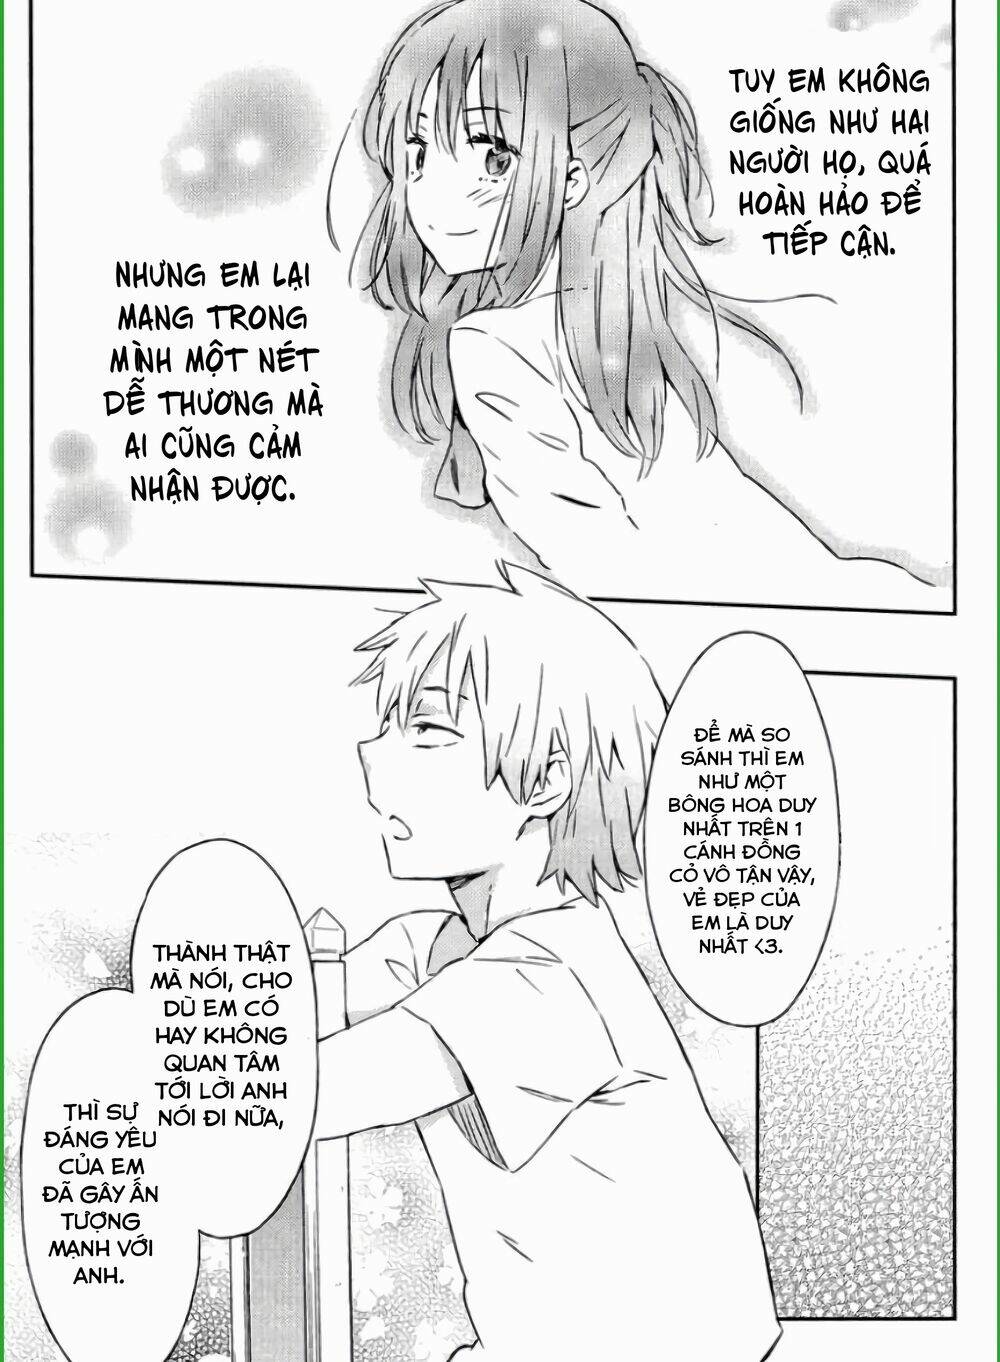 TUY EM KHÔNG
GIỐNG NHƯ HAI
NGƯỜI HỌ, QUÁ
HOÀN HẢO ĐỂ
TIẾP CẬN.
NHƯNG EM LẠI
MANG TRONG
MÌNH MỘT NÉT
DỄ THƯƠNG MÀ
AI CŨNG CẢM
NHẬN ĐƯỢC.
ĐỂ MÀ SO
SÁNH THÌ EM
NHƯ MỘT
BÔNG HOA DUY
NHẤT TRÊN 1
CÁNH ĐỒNG
CỎ VÔ TẬN VẬY,
VẺ ĐẸP CỦA
EM LÀ DUY
NHẤT <3.
THÀNH THẬT
MÀ NÓI, CHO
DÙ EM CÓ
HAY KHÔNG
QUAN TÂM
TỚI LỜI ANH
NÓI ĐI NỮA,
THÌ SỰ
ĐÁNG YÊU
CỦA EM
ĐÃ GÂY ẤN
TƯỢNG
MẠNH VỚI
ANH.